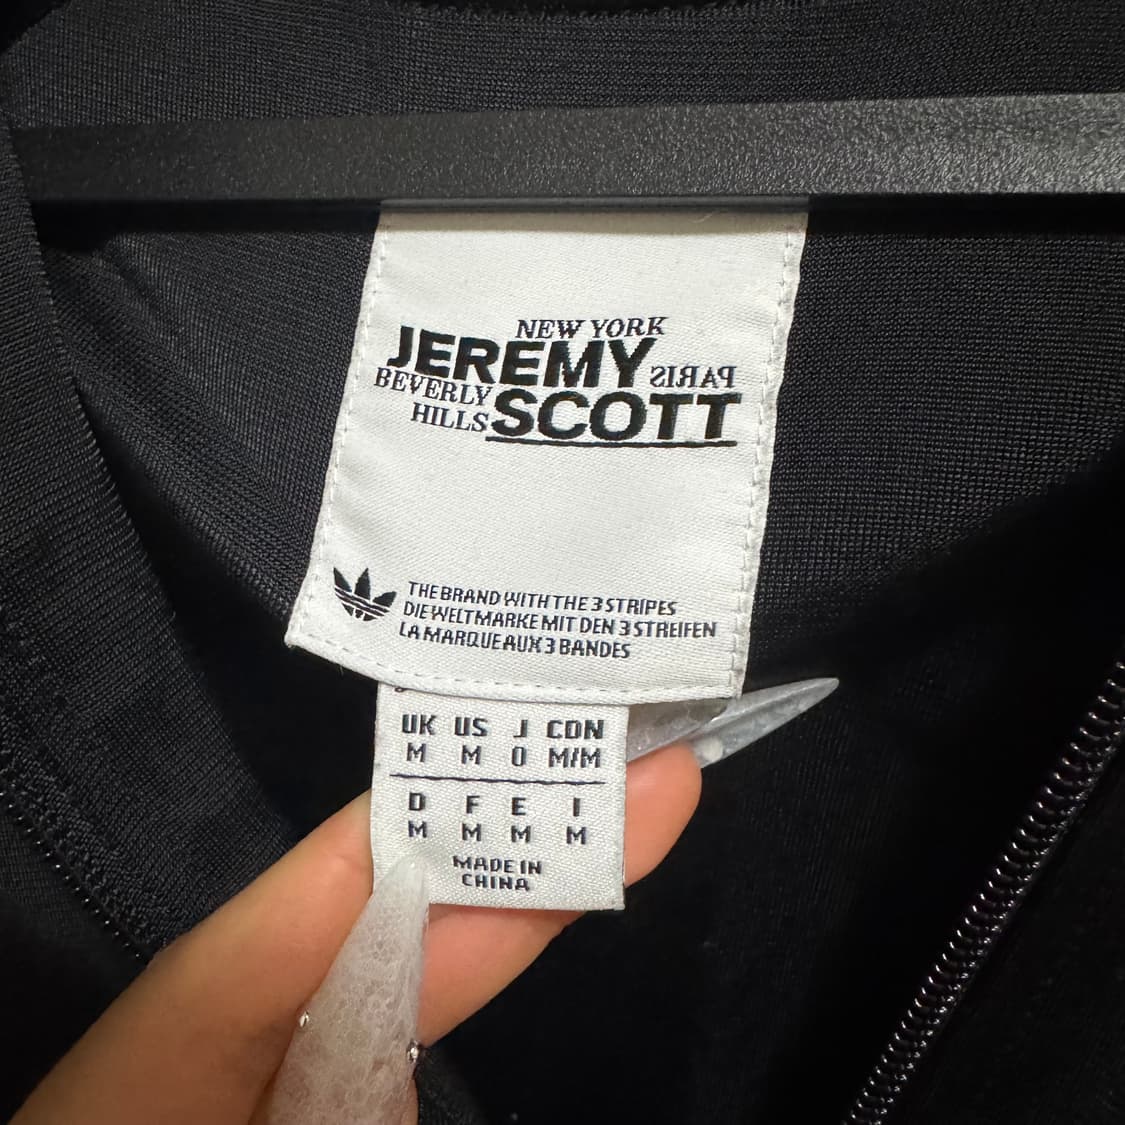 NEW YORK
JEREMY
PARIS
BEVERLY
HILLS
SCOTT
THE BRAND WITH THE 3 STRIPES
DIE WELTMARKE MIT DEN 3 STREIFEN
LA MARQUE AUX 3 BANDES
UK US J CDN
M M O M/M
D F E I
M M M M
MADE IN
CHINA